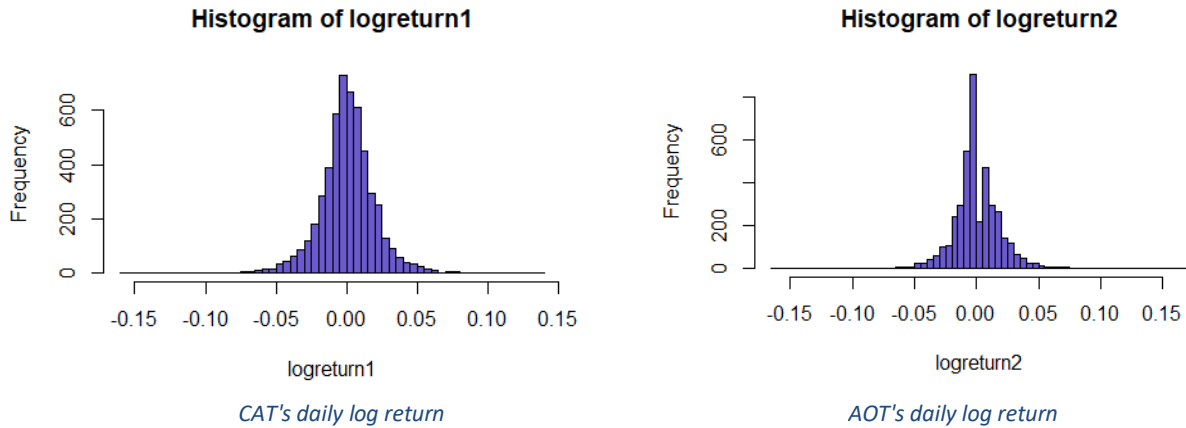 Histogram of logreturn1
Frequency
600
400
200
0
-0.15 -0.10 -0.05 0.00 0.05 0.10 0.15
logreturn1
CAT's daily log return
Histogram of logreturn2
Frequency
600
200
0
-0.15 -0.10 -0.05 0.00 0.05 0.10 0.15
logreturn2
AOT's daily log return